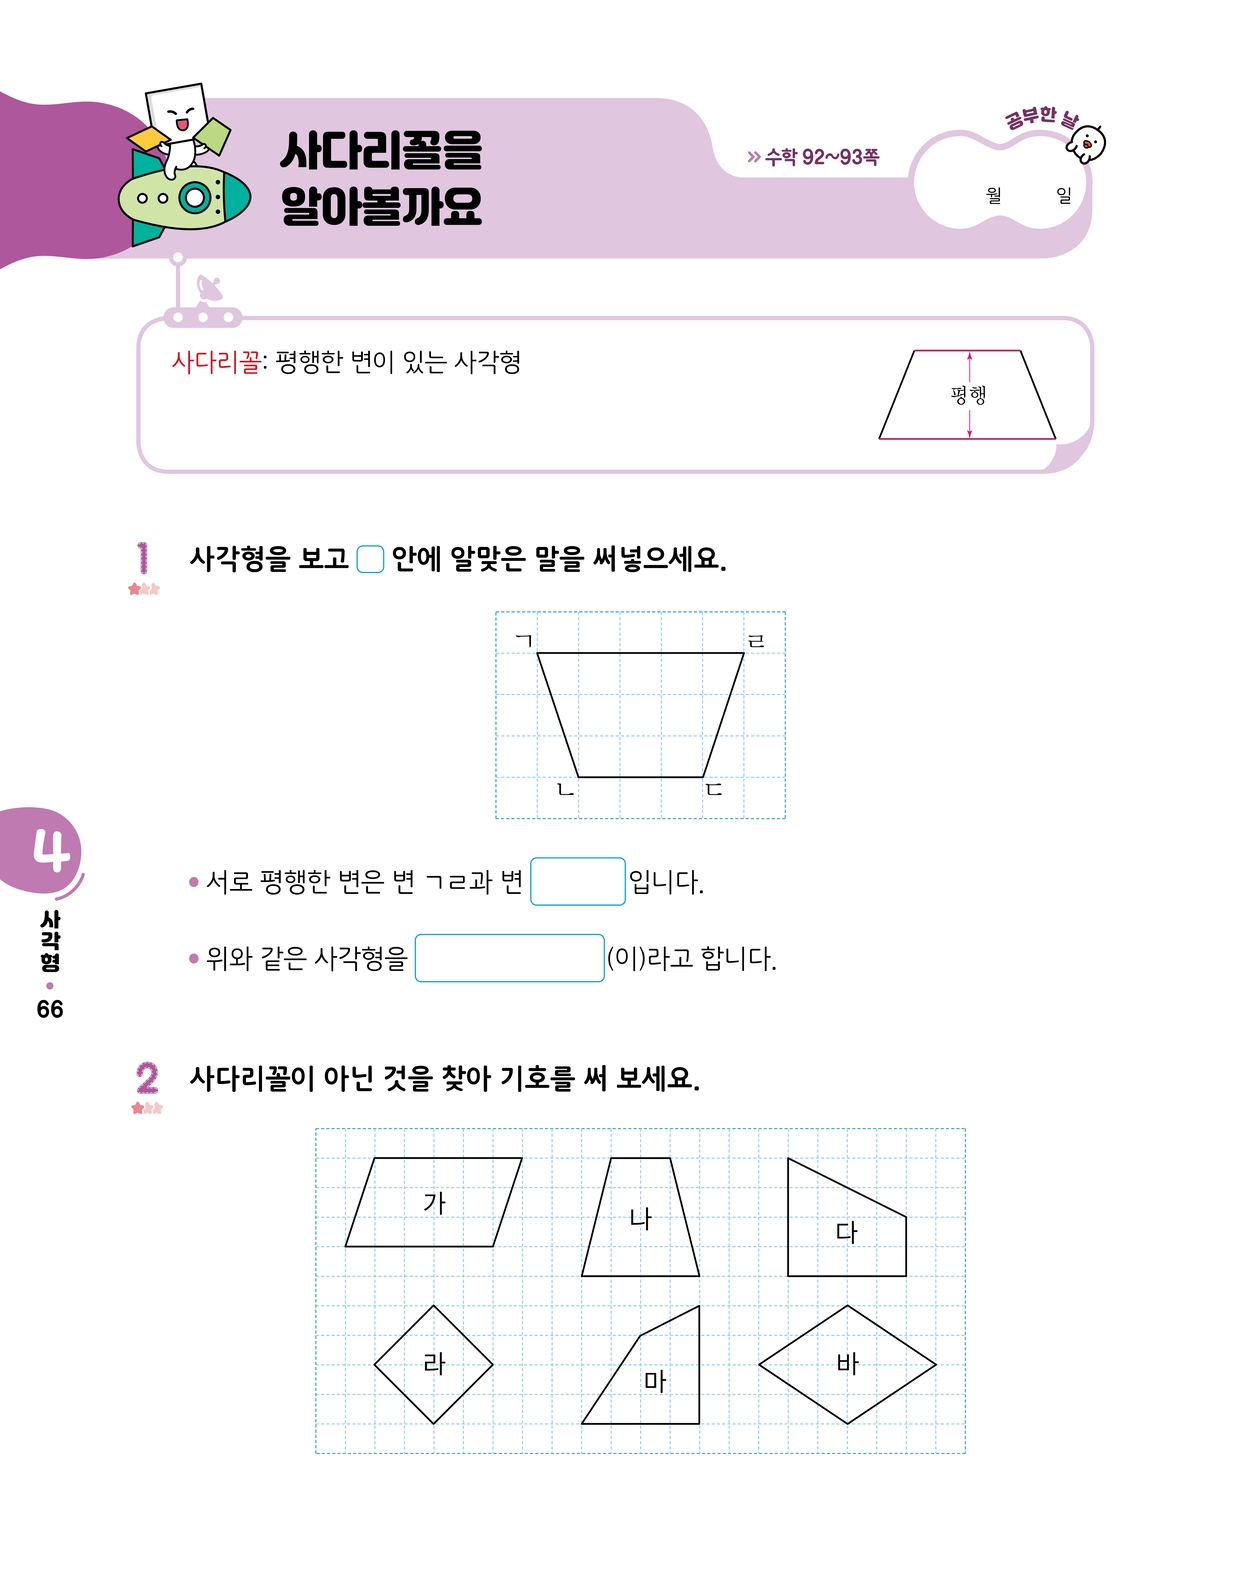 사다리꼴을
알아볼까요
» 수학 92~93쪽
공부한 날
월 일
사다리꼴: 평행한 변이 있는 사각형
평행
1 사각형을 보고 □ 안에 알맞은 말을 써넣으세요.
ㄱ ㄹ
ㄴ ㄷ
• 서로 평행한 변은 변 ㄱㄹ과 변 입니다.
• 위와 같은 사각형을 (이)라고 합니다.
4
사각형
•
66
2 사다리꼴이 아닌 것을 찾아 기호를 써 보세요.
가 나 다
라 마 바